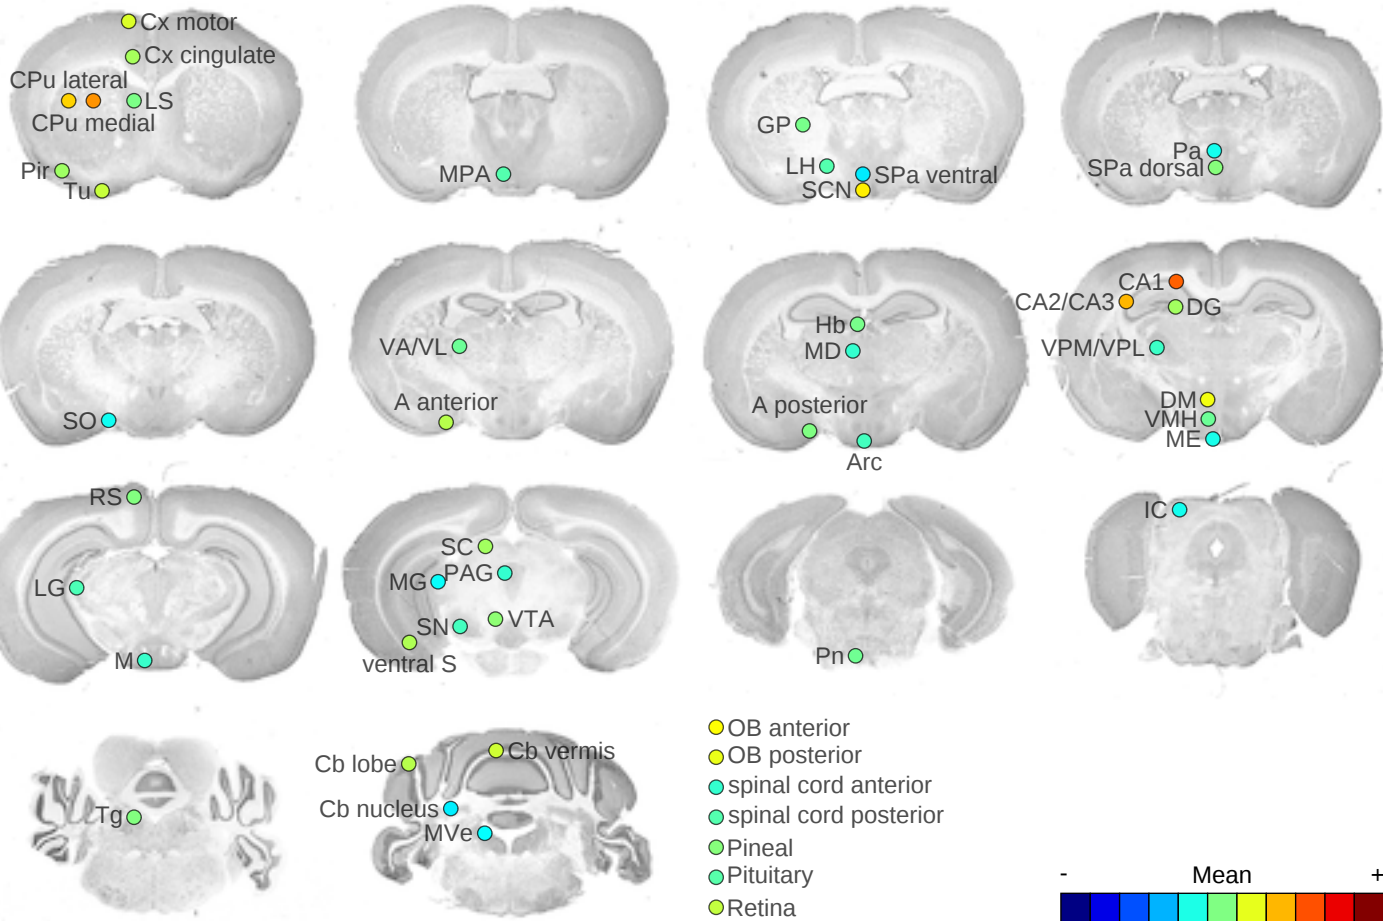 Cx motor
Cx cingulate
CPu lateral
LS
CPu medial
Pir
Tu
MPA
GP
LH
SPa ventral
SCN
Pa
SPa dorsal
SO
VA/VL
A anterior
Hb
MD
A posterior
Arc
CA1
CA2/CA3
DG
VPM/VPL
DM
VMH
ME
RS
LG
M
SC
MG
PAG
SN
VTA
ventral S
Pn
IC
Tg
Cb lobe
Cb vermis
Cb nucleus
MVe
OB anterior
OB posterior
spinal cord anterior
spinal cord posterior
Pineal
Pituitary
Retina
- Mean +